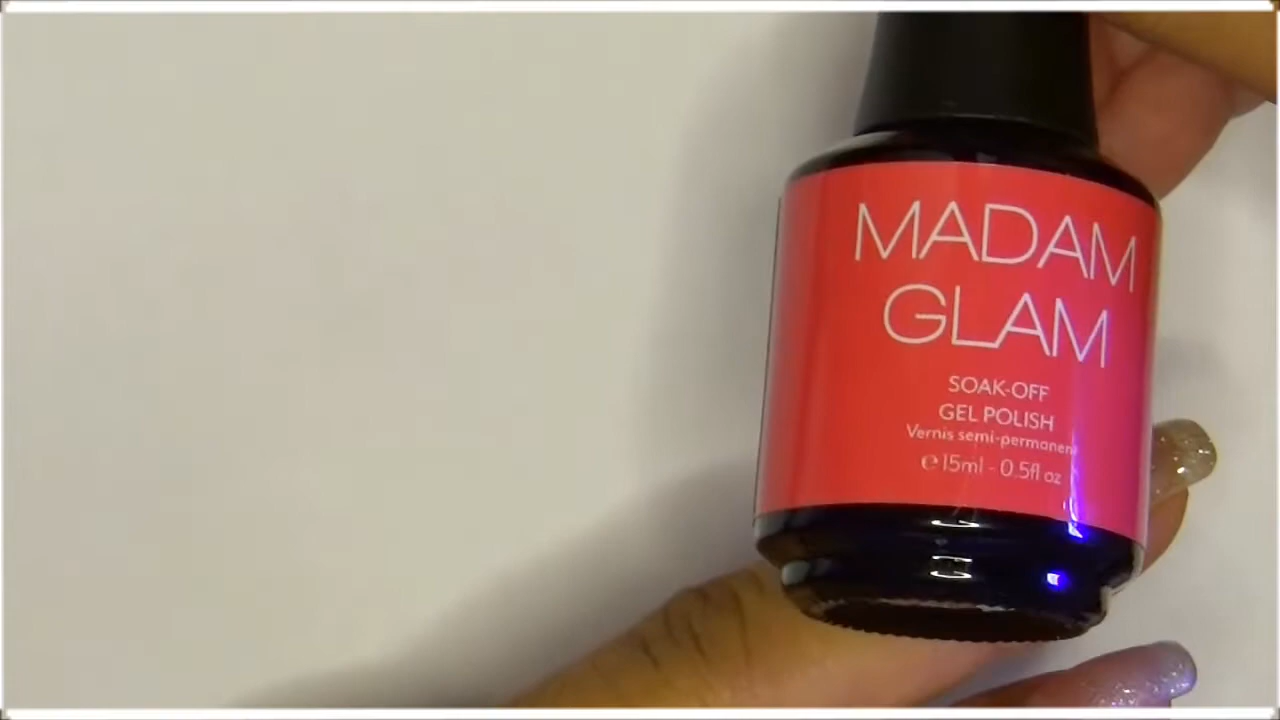 MADAM
GLAM
SOAK-OFF
GEL POLISH
Vernis semi-permanent
℮15ml - 0.5fl oz